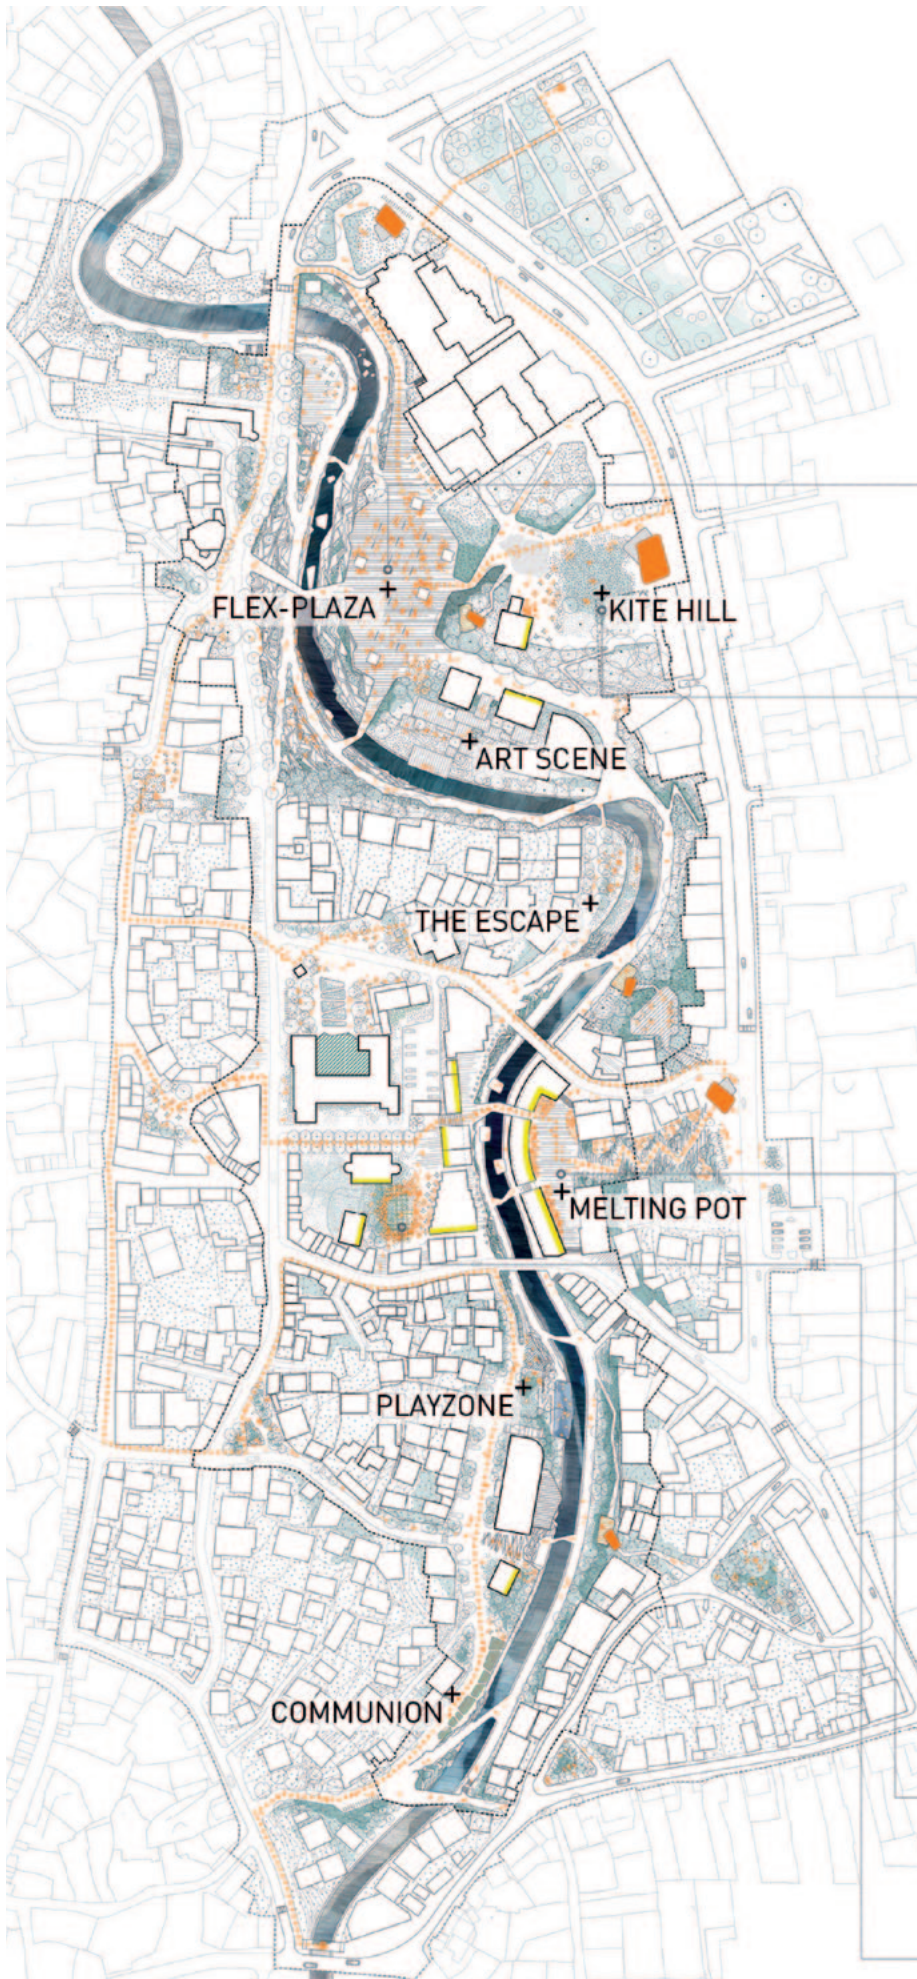 FLEX-PLAZA
KITE HILL
ART SCENE
THE ESCAPE
MELTING POT
PLAYZONE
COMMUNION